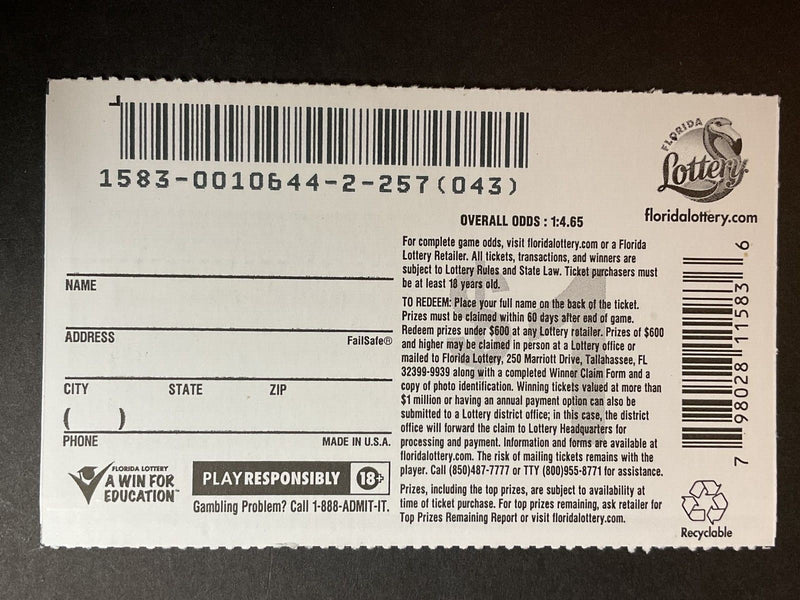 1583-0010644-2-257(043)
FLORIDA
Lottery
floridalottery.com
OVERALL ODDS : 1:4.65
For complete game odds, visit floridalottery.com or a Florida
Lottery Retailer. All tickets, transactions, and winners are
subject to Lottery Rules and State Law. Ticket purchasers must
be at least 18 years old.
TO REDEEM: Place your full name on the back of the ticket.
Prizes must be claimed within 60 days after end of game.
Redeem prizes under $600 at any Lottery retailer. Prizes of $600
and higher may be claimed in person at a Lottery office or
mailed to Florida Lottery, 250 Marriott Drive, Tallahassee, FL
32399-9939 along with a completed Winner Claim Form and a
copy of photo identification. Winning tickets valued at more than
$1 million or having an annual payment option can also be
submitted to a Lottery district office; in this case, the district
office will forward the claim to Lottery Headquarters for
processing and payment. Information and forms are available at
floridalottery.com. The risk of mailing tickets remains with the
player. Call (850)487-7777 or TTY (800)955-8771 for assistance.
Prizes, including the top prizes, are subject to availability at
time of ticket purchase. For top prizes remaining, ask retailer for
Top Prizes Remaining Report or visit floridalottery.com.
NAME
ADDRESS FailSafe®
CITY STATE ZIP
( )
PHONE MADE IN U.S.A.
FLORIDA LOTTERY
A WIN FOR
EDUCATION™
PLAYRESPONSIBLY 18+
Gambling Problem? Call 1-888-ADMIT-IT.
7 98028 11583 6
Recyclable